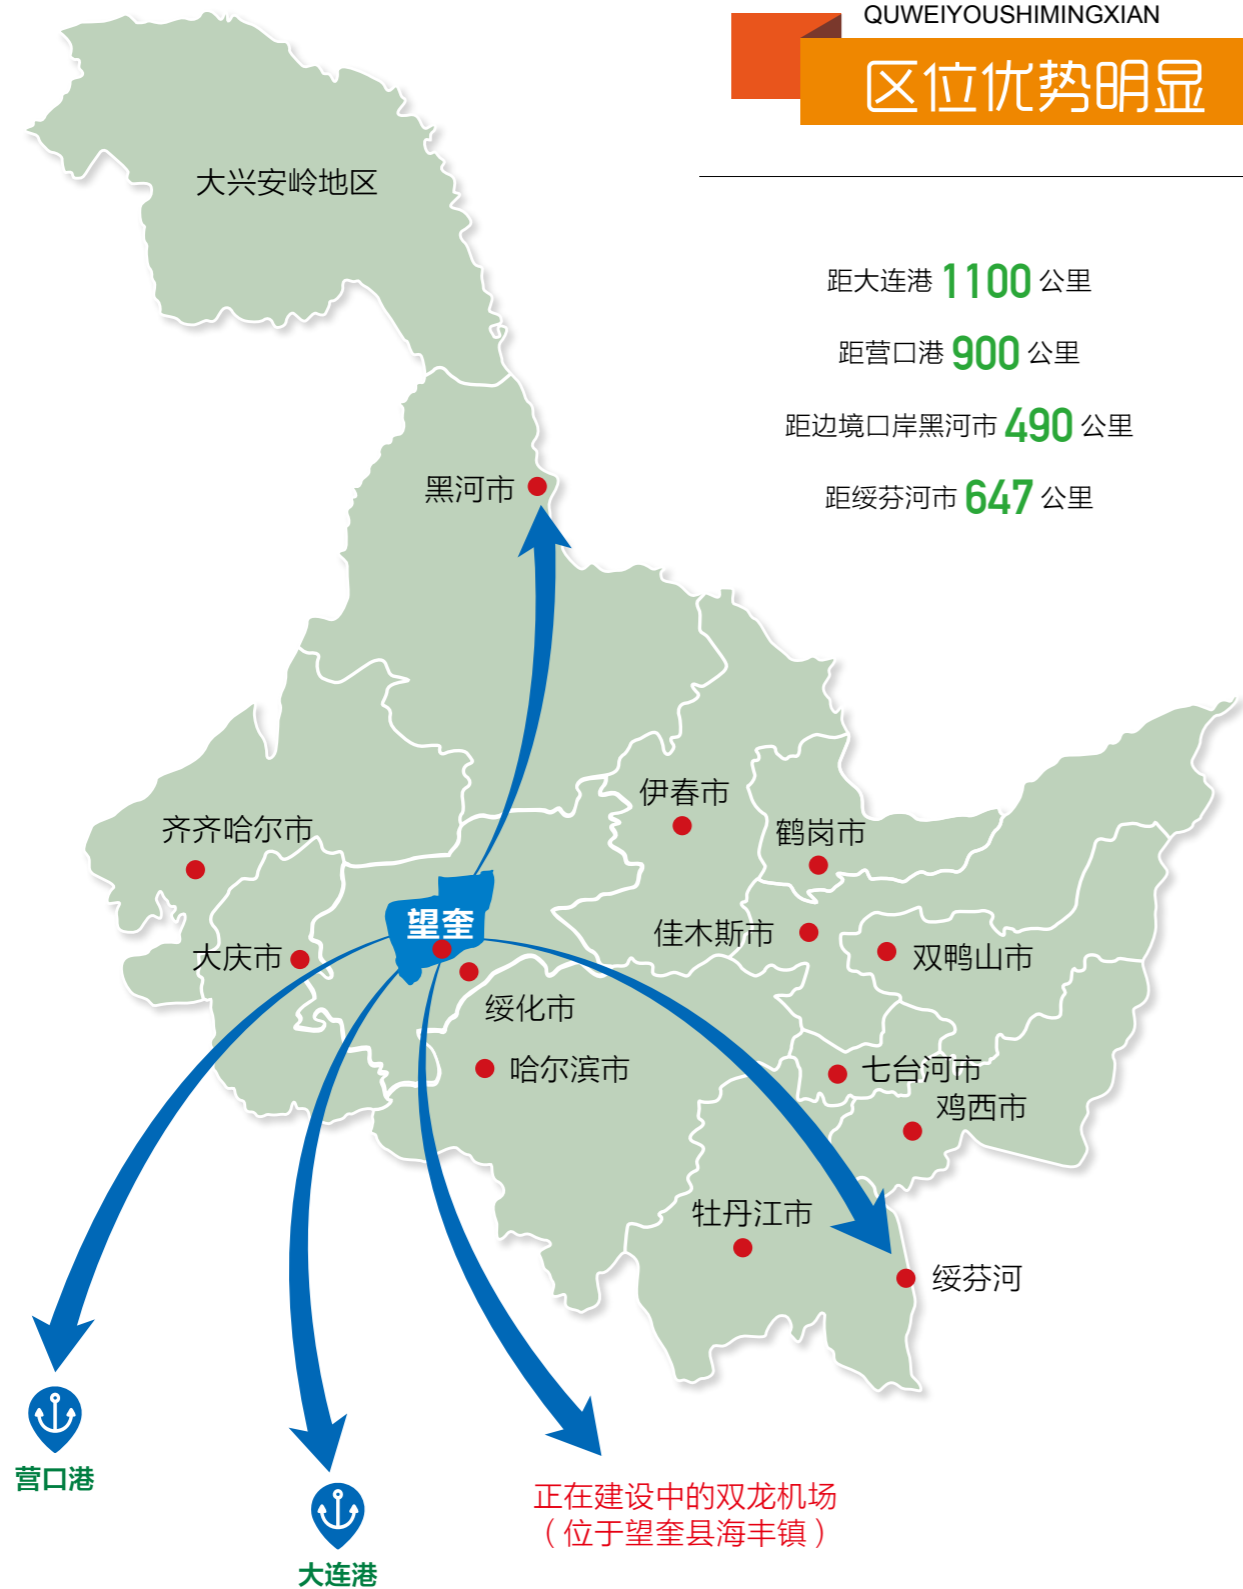 QUWEIYOUSHIMINGXIAN
区位优势明显
大兴安岭地区
距大连港 1100 公里
距营口港 900 公里
距边境口岸黑河市 490 公里
距绥芬河市 647 公里
黑河市
伊春市
齐齐哈尔市
鹤岗市
望奎
佳木斯市
大庆市
双鸭山市
绥化市
哈尔滨市
七台河市
鸡西市
牡丹江市
绥芬河
营口港
正在建设中的双龙机场
（位于望奎县海丰镇）
大连港